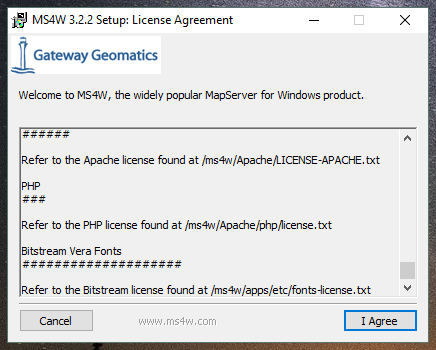 MS4W 3.2.2 Setup: License Agreement
Gateway Geomatics
Welcome to MS4W, the widely popular MapServer for Windows product.
######
Refer to the Apache license found at /ms4w/Apache/LICENSE-APACHE.txt
PHP
###
Refer to the PHP license found at /ms4w/Apache/php/license.txt
Bitstream Vera Fonts
####################
Refer to the Bitstream license found at /ms4w/apps/etc/fonts-license.txt
Cancel
www.ms4w.com
I Agree